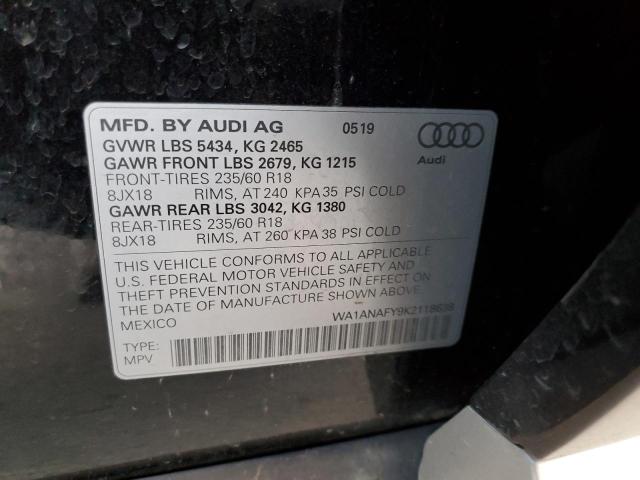 MFD. BY AUDI AG 0519
GVWR LBS 5434, KG 2465
GAWR FRONT LBS 2679, KG 1215
Audi
FRONT-TIRES 235/60 R18
8JX18 RIMS, AT 240 KPA 35 PSI COLD
GAWR REAR LBS 3042, KG 1380
REAR-TIRES 235/60 R18
8JX18 RIMS, AT 260 KPA 38 PSI COLD
THIS VEHICLE CONFORMS TO ALL APPLICABLE
U.S. FEDERAL MOTOR VEHICLE SAFETY AND
THEFT PREVENTION STANDARDS IN EFFECT ON
THE DATE OF MANUFACTURE SHOWN ABOVE.
MEXICO
WA1ANAFY9K2118638
TYPE:
MPV